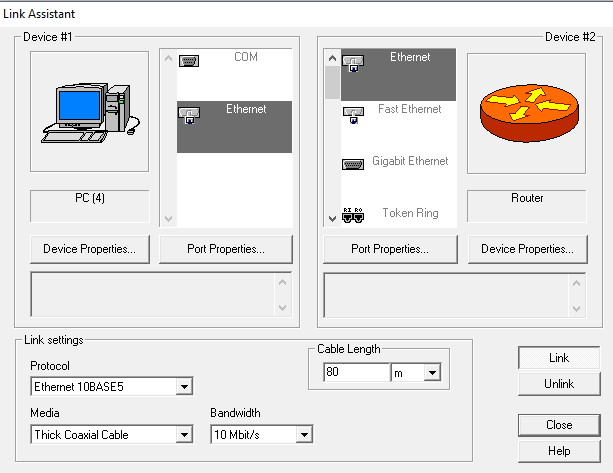 Link Assistant
Device #1
Device #2
COM
Ethernet
PC (4)
Device Properties...
Port Properties...
Ethernet
Fast Ethernet
Gigabit Ethernet
RI RO
Token Ring
Router
Port Properties...
Device Properties...
Link settings
Protocol
Ethernet 10BASE5
Cable Length
80
m
Media
Thick Coaxial Cable
Bandwidth
10 Mbit/s
Link
Unlink
Close
Help